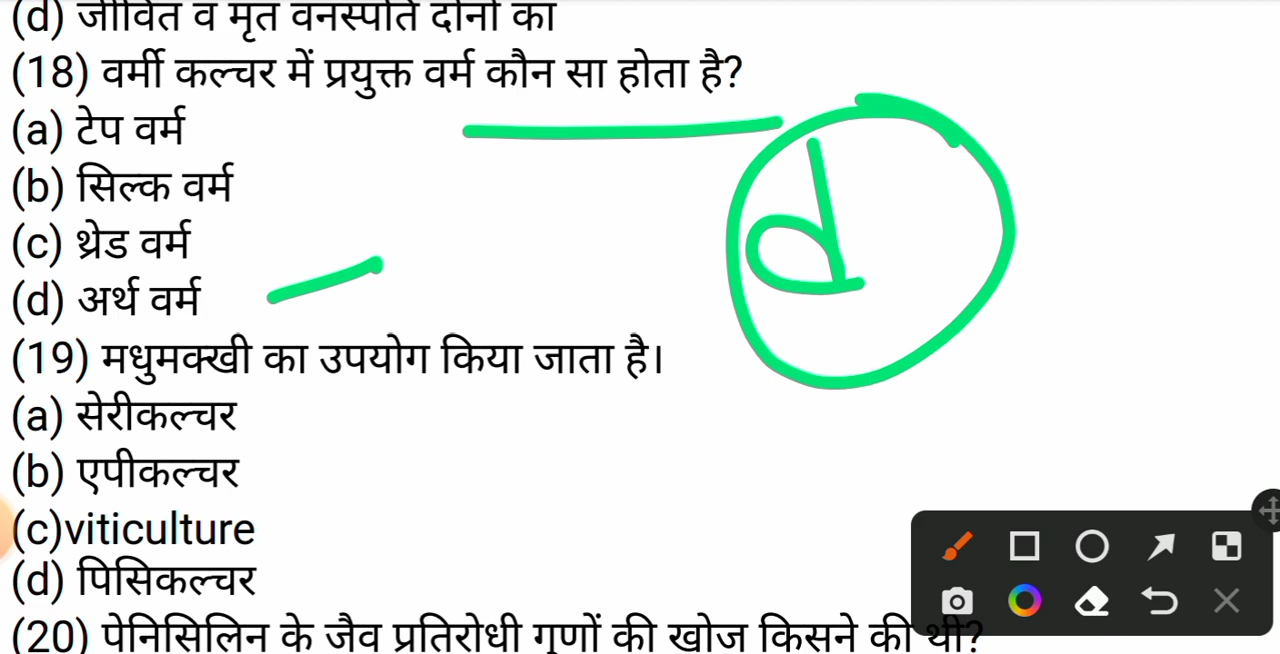 (d) जीवित व मृत वनस्पति दोनों का
(18) वर्मी कल्चर में प्रयुक्त वर्म कौन सा होता है?
(a) टेप वर्म
(b) सिल्क वर्म
(c) थ्रेड वर्म
(d) अर्थ वर्म
d
(19) मधुमक्खी का उपयोग किया जाता है।
(a) सेरीकल्चर
(b) एपीकल्चर
(c)viticulture
(d) पिसिकल्चर
(20) पेनिसिलिन के जैव प्रतिरोधी गुणों की खोज किसने की थी?